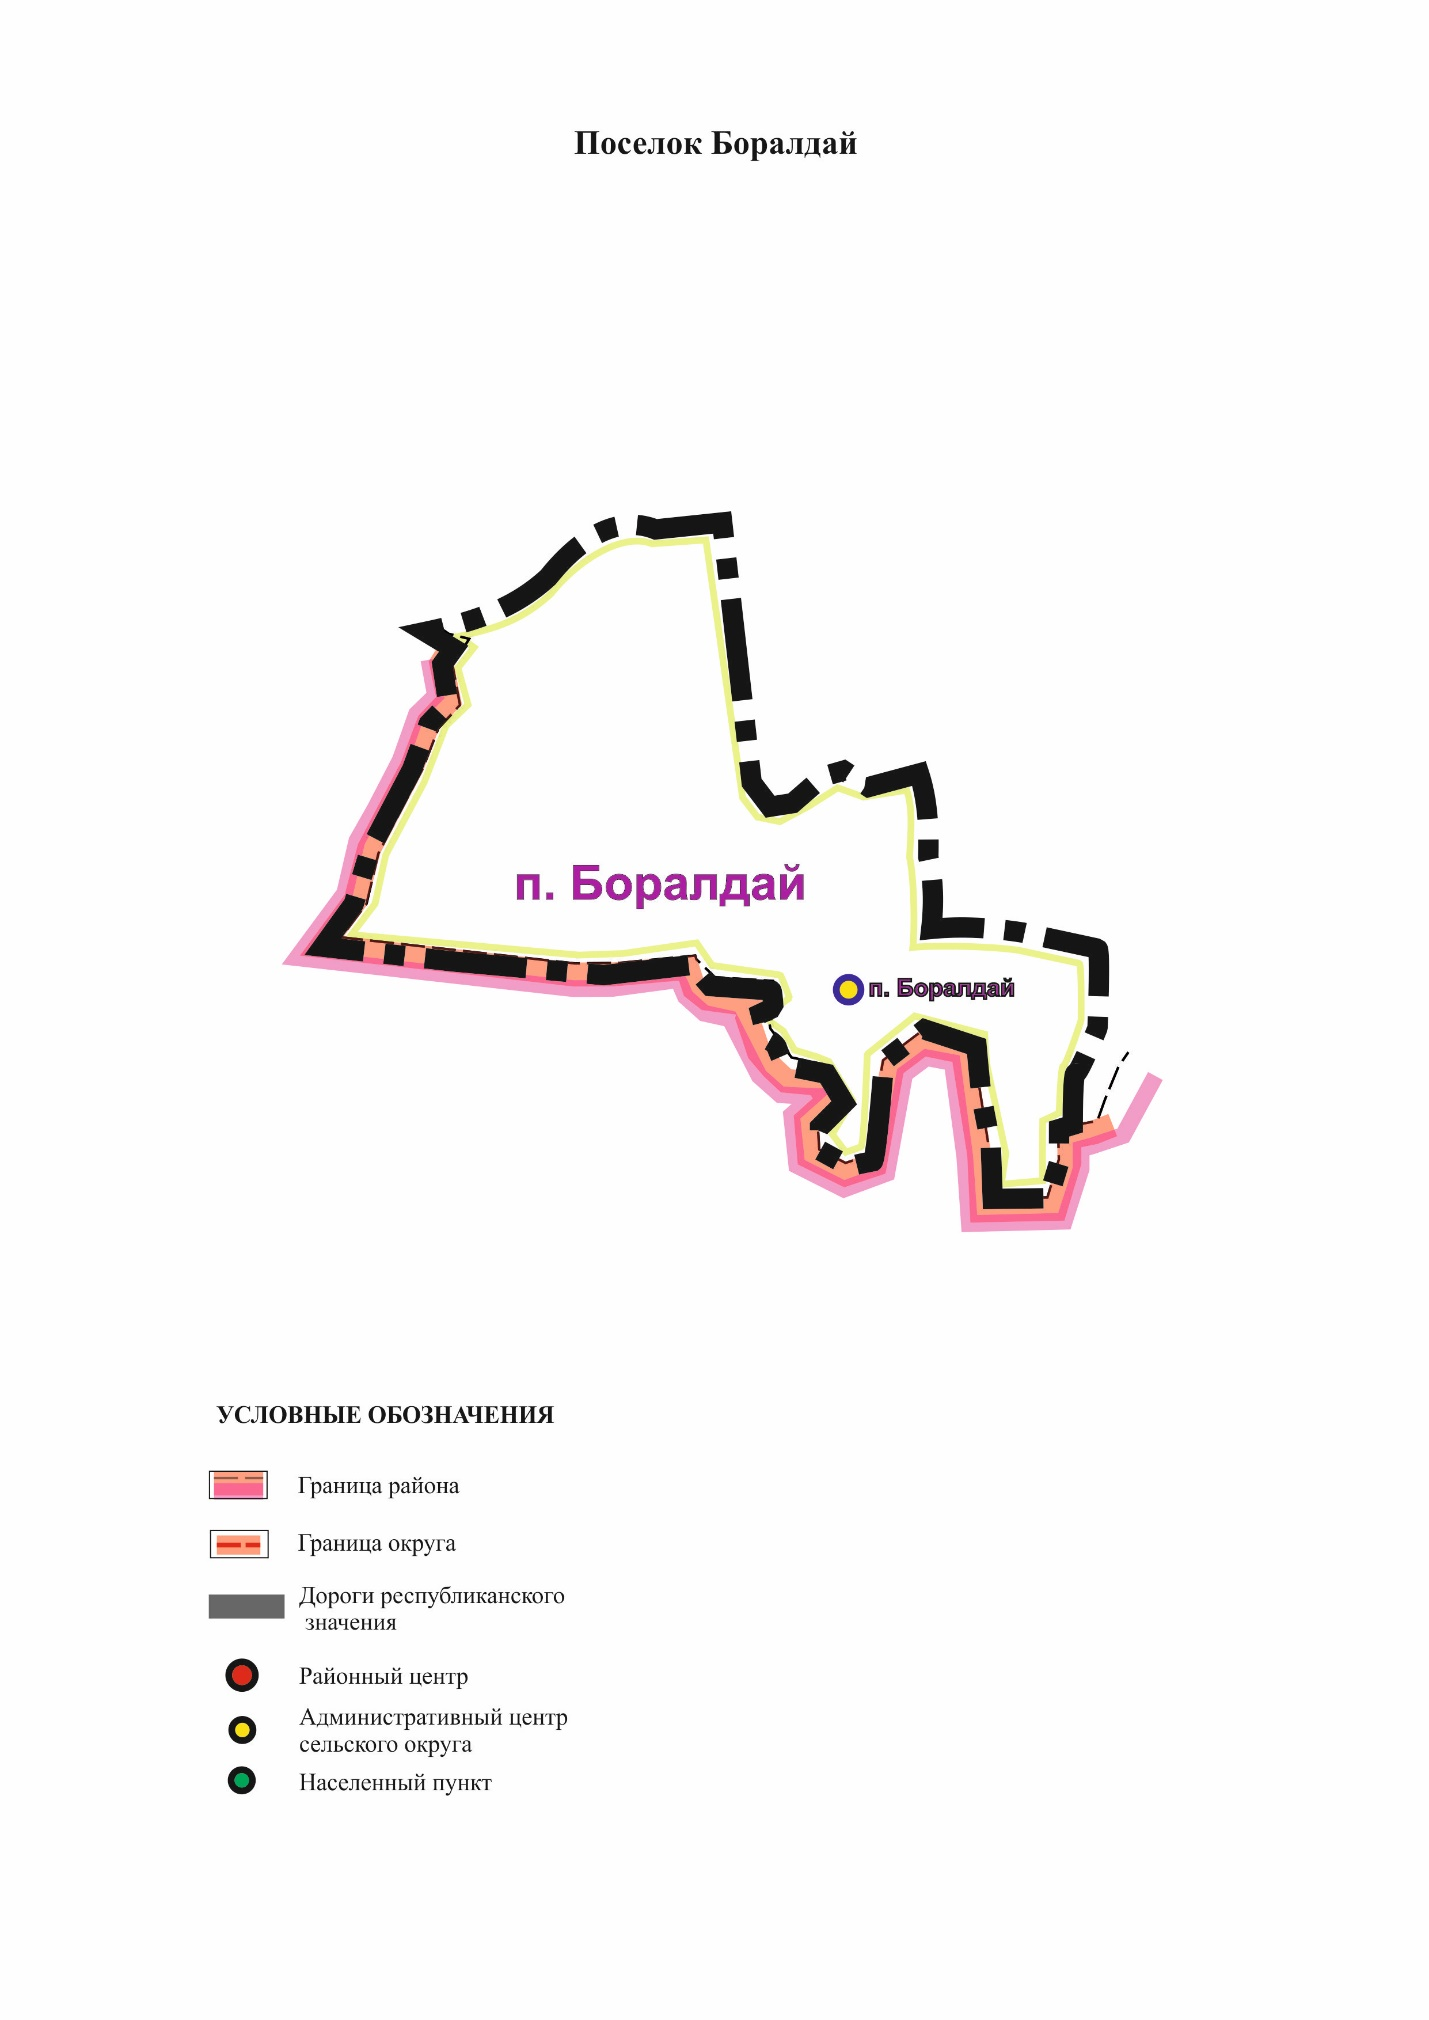 Поселок Боралдай
п. Боралдай
п. Боралдай
УСЛОВНЫЕ ОБОЗНАЧЕНИЯ
Граница района
Граница округа
Дороги республиканского
значения
Районный центр
Административный центр
сельского округа
Населенный пункт